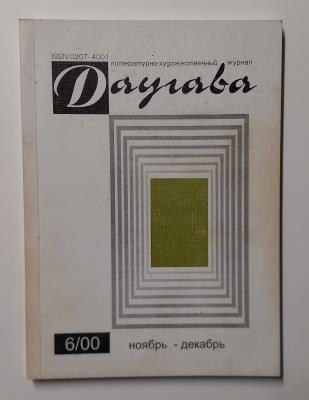 ISSN 0207-4001
литературно-художественный журнал
Даугава
6/00 ноябрь - декабрь